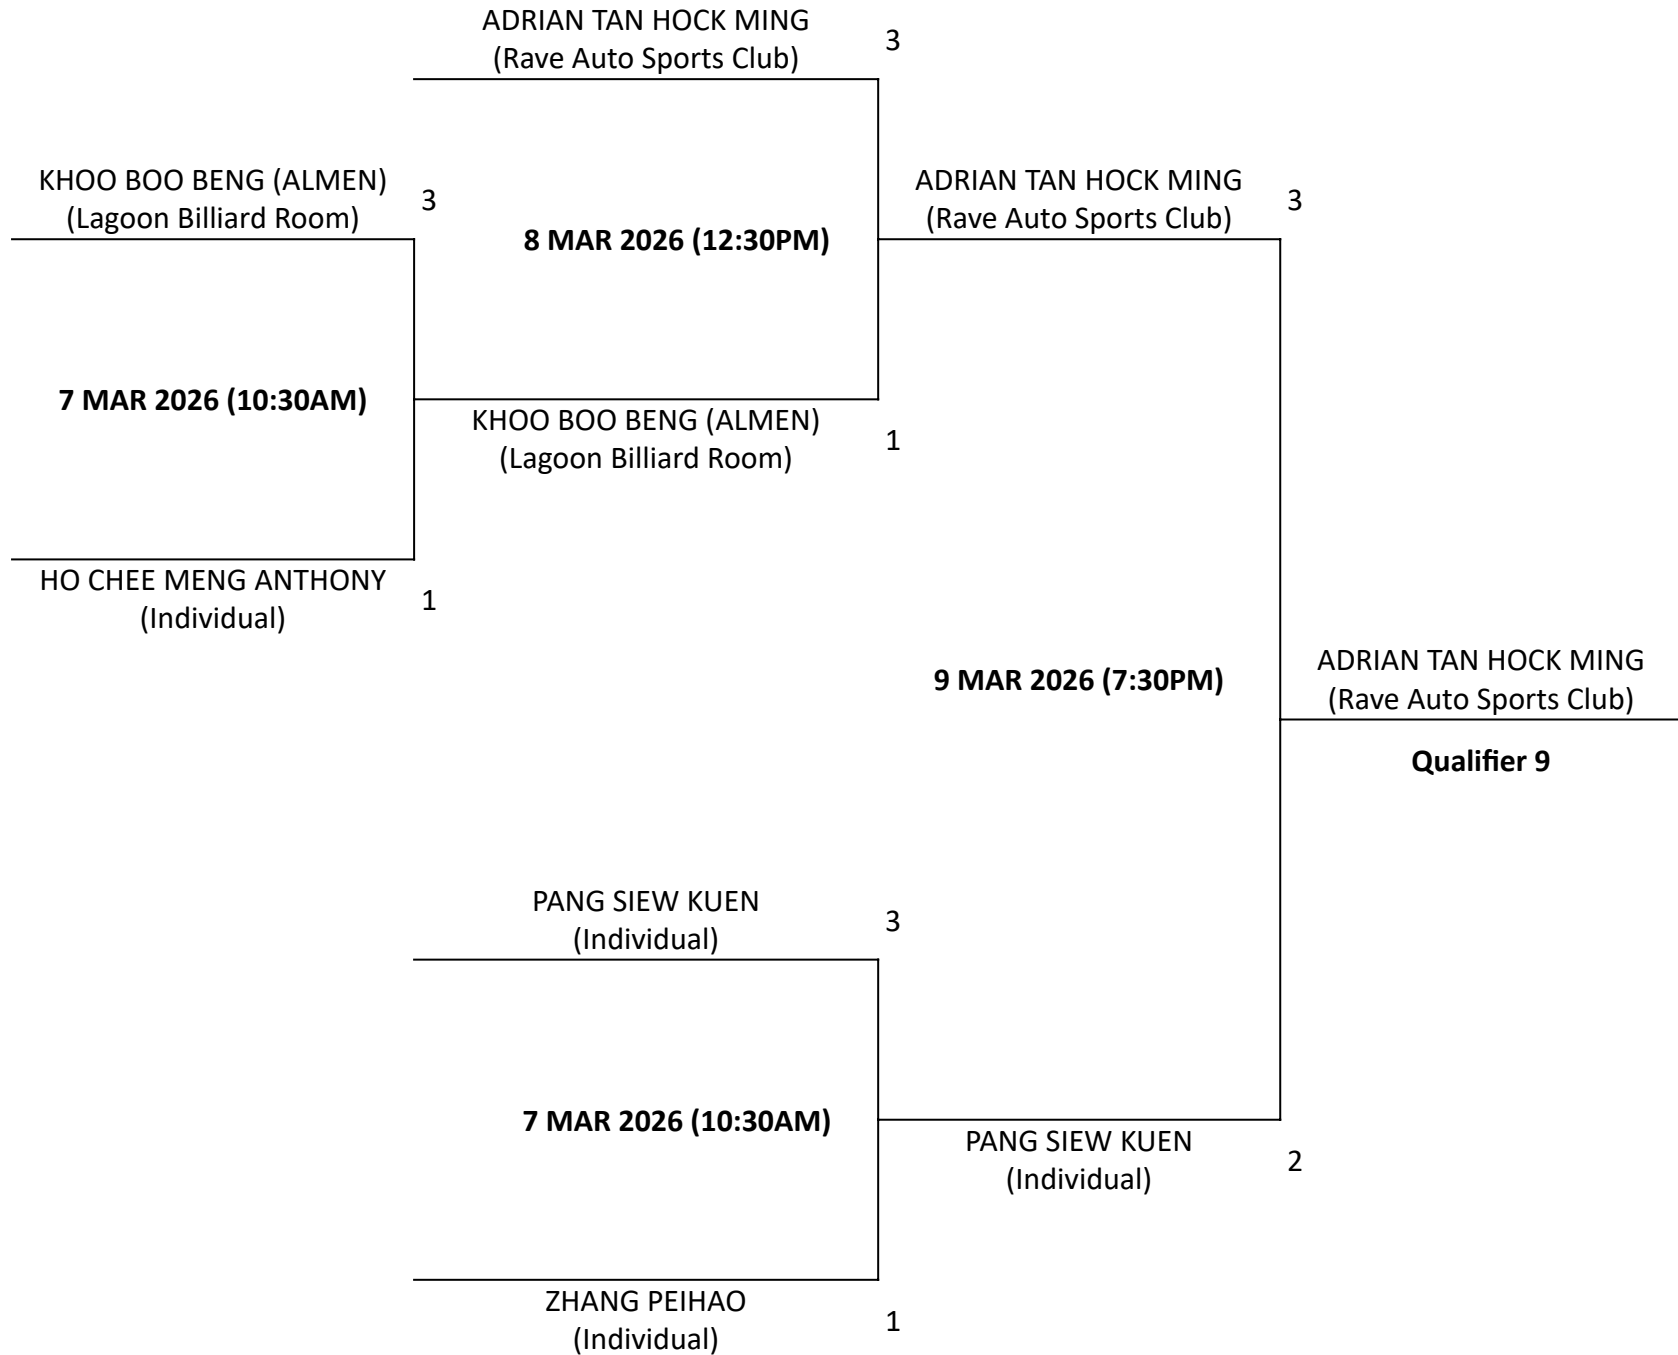 ADRIAN TAN HOCK MING
(Rave Auto Sports Club)
3
KHOO BOO BENG (ALMEN)
(Lagoon Billiard Room)
3
8 MAR 2026 (12:30PM)
ADRIAN TAN HOCK MING
(Rave Auto Sports Club)
3
7 MAR 2026 (10:30AM)
KHOO BOO BENG (ALMEN)
(Lagoon Billiard Room)
1
HO CHEE MENG ANTHONY
(Individual)
1
9 MAR 2026 (7:30PM)
ADRIAN TAN HOCK MING
(Rave Auto Sports Club)
Qualifier 9
PANG SIEW KUEN
(Individual)
3
7 MAR 2026 (10:30AM)
PANG SIEW KUEN
(Individual)
2
ZHANG PEIHAO
(Individual)
1